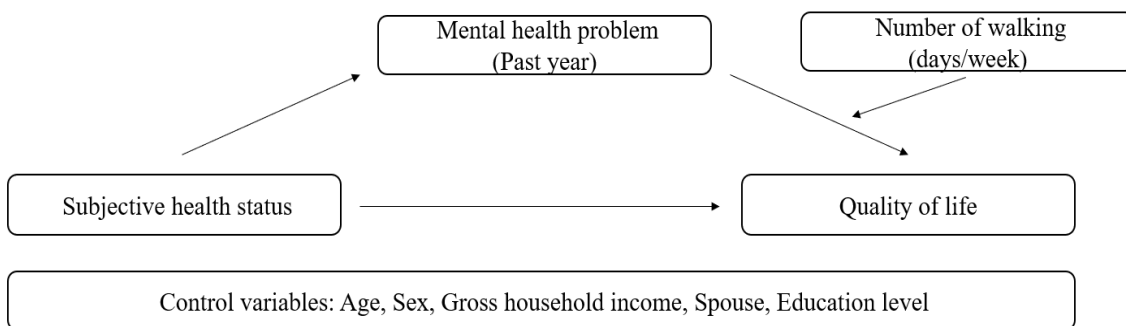 Mental health problem
(Past year)
Number of walking
(days/week)
Subjective health status
Quality of life
Control variables: Age, Sex, Gross household income, Spouse, Education level